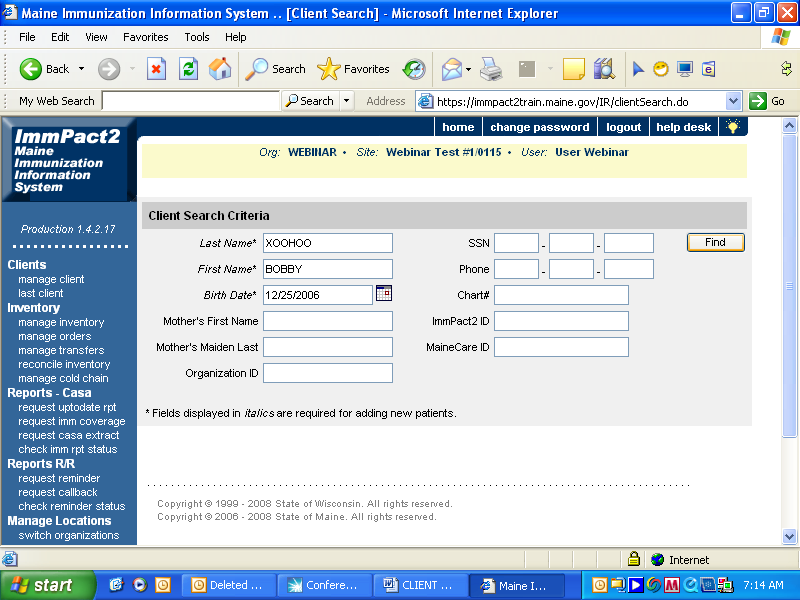 Maine Immunization Information System .. [Client Search] - Microsoft Internet Explorer
File Edit View Favorites Tools Help
Back Search Favorites
My Web Search Search Address https://immpact2train.maine.gov/IR/clientSearch.do Go
ImmPact2
Maine
Immunization
Information
System
home change password logout help desk
Org: WEBINAR • Site: Webinar Test #1/0115 • User: User Webinar
Production 1.4.2.17
Clients
manage client
last client
Inventory
manage inventory
manage orders
manage transfers
reconcile inventory
manage cold chain
Reports - Casa
request uptodate rpt
request imm coverage
request casa extract
check imm rpt status
Reports R/R
request reminder
request callback
check reminder status
Manage Locations
switch organizations
Client Search Criteria
Last Name* XOOHOO SSN - - Find
First Name* BOBBY Phone - -
Birth Date* 12/25/2006 Chart#
Mother's First Name ImmPact2 ID
Mother's Maiden Last MaineCare ID
Organization ID
* Fields displayed in italics are required for adding new patients.
Copyright © 1999 - 2008 State of Wisconsin. All rights reserved.
Copyright © 2006 - 2008 State of Maine. All rights reserved.
Internet
start Deleted ... Confere... CLIENT ... Maine I... 7:14 AM